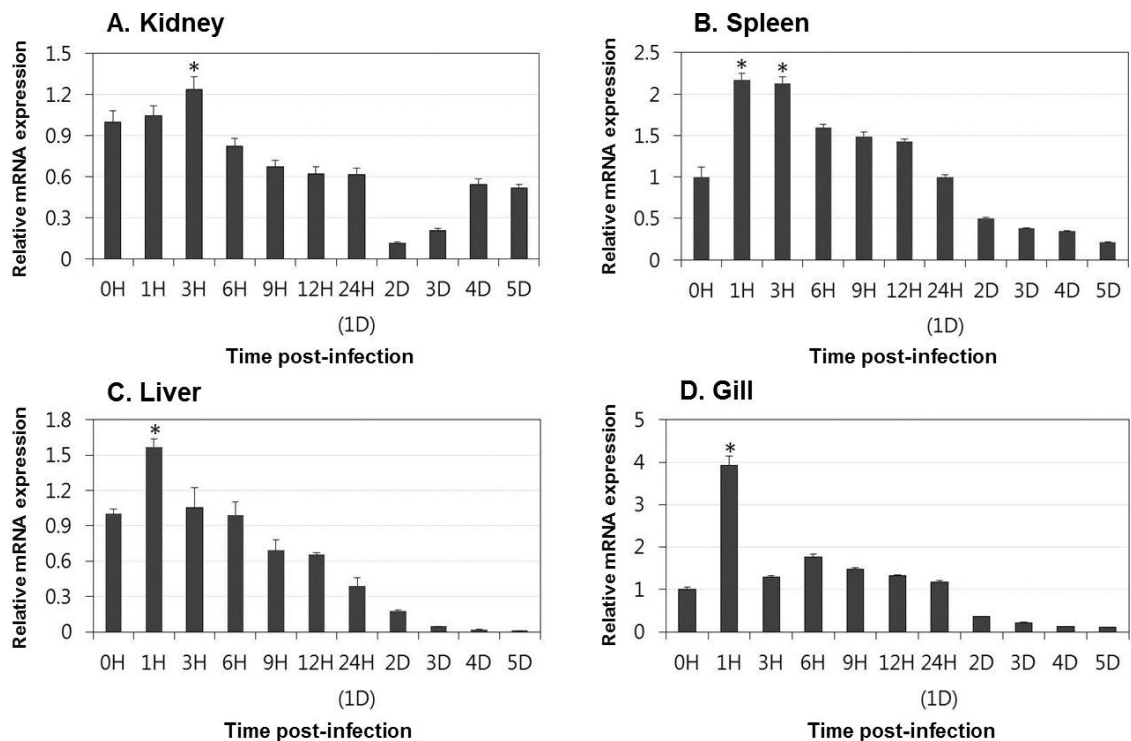 A. Kidney
Relative mRNA expression
1.5
1.2
0.9
0.6
0.3
0
*
0H 1H 3H 6H 9H 12H 24H 2D 3D 4D 5D
(1D)
Time post-infection
B. Spleen
Relative mRNA expression
2.5
2
1.5
1
0.5
0
* *
0H 1H 3H 6H 9H 12H 24H 2D 3D 4D 5D
(1D)
Time post-infection
C. Liver
Relative mRNA expression
1.8
1.5
1.2
0.9
0.6
0.3
0
*
0H 1H 3H 6H 9H 12H 24H 2D 3D 4D 5D
(1D)
Time post-infection
D. Gill
Relative mRNA expression
5
4
3
2
1
0
*
0H 1H 3H 6H 9H 12H 24H 2D 3D 4D 5D
(1D)
Time post-infection